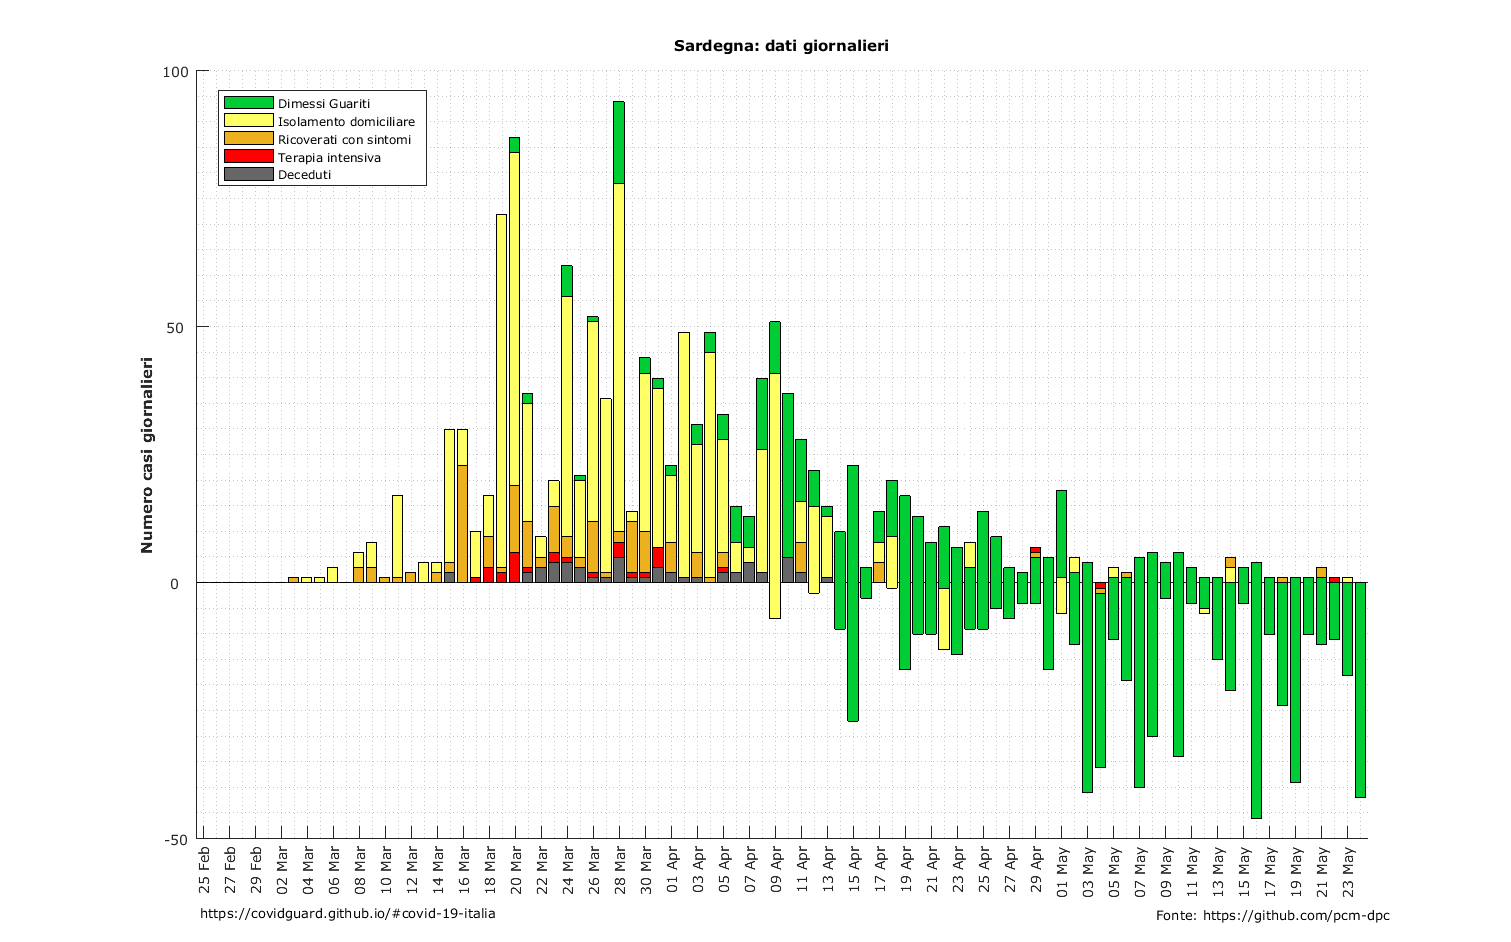 Sardegna: dati giornalieri
100
50
0
-50
Numero casi giornalieri
Dimessi Guariti
Isolamento domiciliare
Ricoverati con sintomi
Terapia intensiva
Deceduti
25 Feb
27 Feb
29 Feb
02 Mar
04 Mar
06 Mar
08 Mar
10 Mar
12 Mar
14 Mar
16 Mar
18 Mar
20 Mar
22 Mar
24 Mar
26 Mar
28 Mar
30 Mar
01 Apr
03 Apr
05 Apr
07 Apr
09 Apr
11 Apr
13 Apr
15 Apr
17 Apr
19 Apr
21 Apr
23 Apr
25 Apr
27 Apr
29 Apr
01 May
03 May
05 May
07 May
09 May
11 May
13 May
15 May
17 May
19 May
21 May
23 May
https://covidguard.github.io/#covid-19-italia
Fonte: https://github.com/pcm-dpc